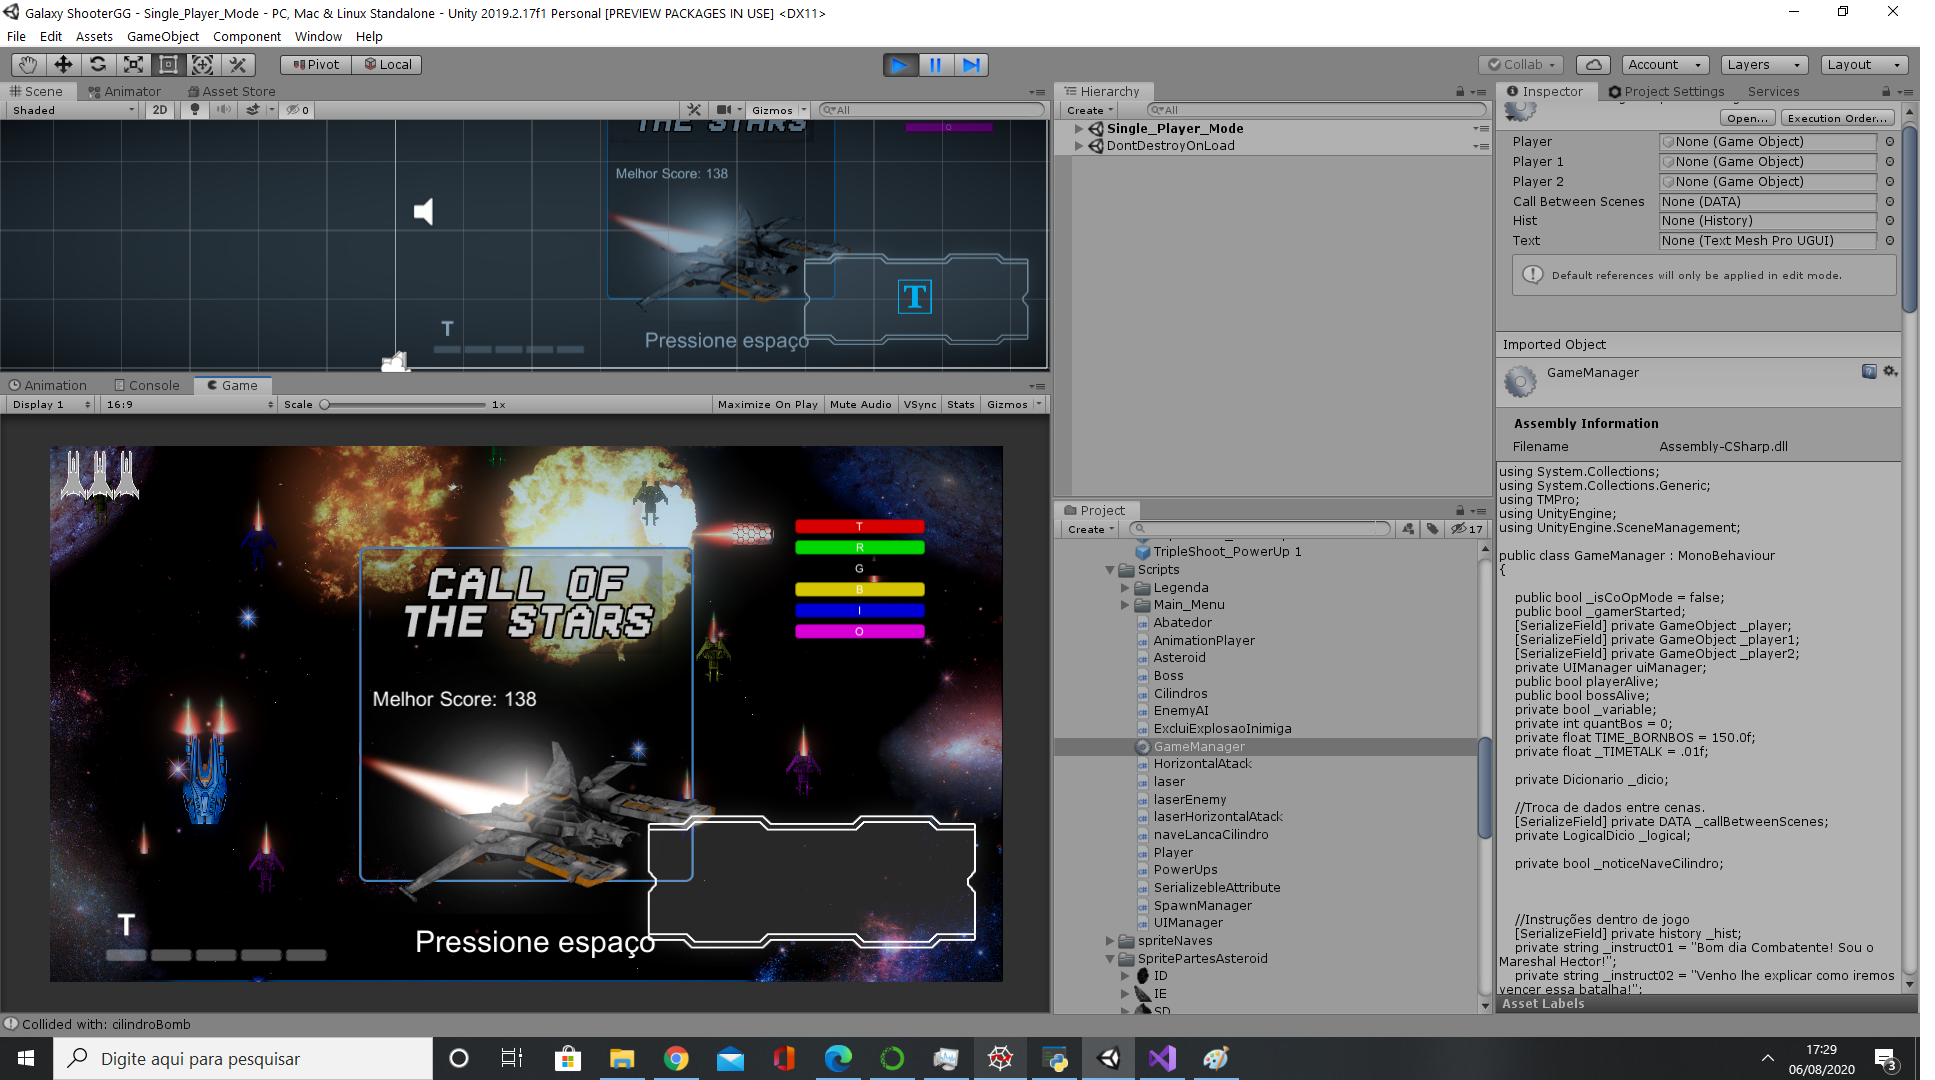 Galaxy ShooterGG - Single_Player_Mode - PC, Mac & Linux Standalone - Unity 2019.2.17f1 Personal [PREVIEW PACKAGES IN USE] <DX11>
File Edit Assets GameObject Component Window Help
Pivot Local Collab Account Layers Layout
Scene Animator Asset Store
Shaded 2D 0 Gizmos All
THE STARS
Melhor Score: 138
T
T
Pressione espaço
Animation Console Game
Display 1 16:9 Scale 1x Maximize On Play Mute Audio VSync Stats Gizmos
CALL OF
THE STARS
Melhor Score: 138
T
R
G
B
I
O
T
Pressione espaço
Collided with: cilindroBomb
Hierarchy
Create All
Single_Player_Mode
DontDestroyOnLoad
Project
Create 17
TripleShoot_PowerUp 1
Scripts
Legenda
Main_Menu
Abatedor
AnimationPlayer
Asteroid
Boss
Cilindros
EnemyAI
ExcluiExplosaoInimiga
GameManager
HorizontalAtack
laser
laserEnemy
laserHorizontalAtack
naveLancaCilindro
Player
PowerUps
SerializebleAttribute
SpawnManager
UIManager
spriteNaves
SpritePartesAsteroid
ID
IE
SD
Inspector Project Settings Services
Open... Execution Order...
Player None (Game Object)
Player 1 None (Game Object)
Player 2 None (Game Object)
Call Between Scenes None (DATA)
Hist None (History)
Text None (Text Mesh Pro UGUI)
Default references will only be applied in edit mode.
Imported Object
GameManager
Assembly Information
Filename Assembly-CSharp.dll
using System.Collections;
using System.Collections.Generic;
using TMPro;
using UnityEngine;
using UnityEngine.SceneManagement;
public class GameManager : MonoBehaviour
{
public bool _isCoOpMode = false;
public bool _gamerStarted;
[SerializeField] private GameObject _player;
[SerializeField] private GameObject _player1;
[SerializeField] private GameObject _player2;
private UIManager uiManager;
public bool playerAlive;
public bool bossAlive;
private bool _variable;
private int quantBos = 0;
private float TIME_BORNBOS = 150.0f;
private float _TIMETALK = .01f;
private Dicionario _dicio;
//Troca de dados entre cenas.
[SerializeField] private DATA _callBetweenScenes;
private LogicalDicio _logical;
private bool _noticeNaveCilindro;
//Instruções dentro de jogo
[SerializeField] private history _hist;
private string _instruct01 = "Bom dia Combatente! Sou o
Mareshal Hector!";
private string _instruct02 = "Venho lhe explicar como iremos
vencer essa batalha!";
Asset Labels
Digite aqui para pesquisar
17:29
06/08/2020
3